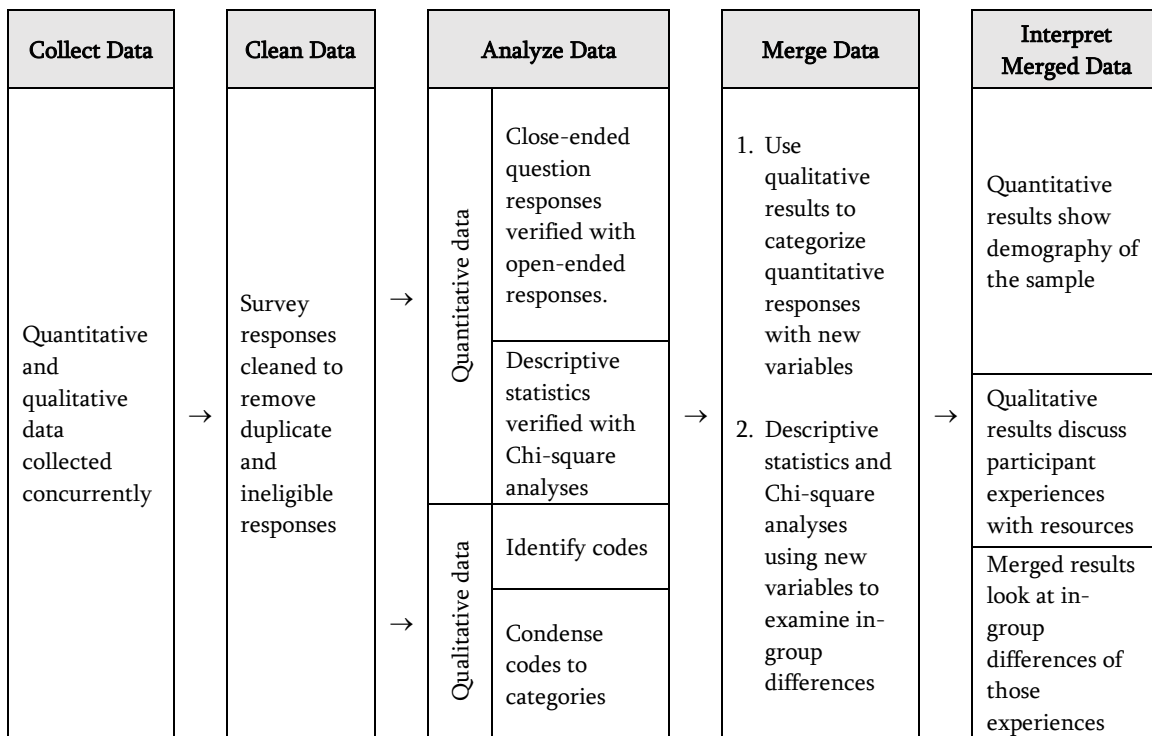 Collect Data
Quantitative
and
qualitative
data
collected
concurrently
→
Clean Data
Survey
responses
cleaned to
remove
duplicate
and
ineligible
responses
→
→
Analyze Data
Quantitative data
Close-ended
question
responses
verified with
open-ended
responses.
Descriptive
statistics
verified with
Chi-square
analyses
Qualitative data
Identify codes
Condense
codes to
categories
→
Merge Data
1. Use
qualitative
results to
categorize
quantitative
responses
with new
variables
2. Descriptive
statistics and
Chi-square
analyses
using new
variables to
examine in-
group
differences
→
Interpret
Merged Data
Quantitative
results show
demography of
the sample
Qualitative
results discuss
participant
experiences
with resources
Merged results
look at in-
group
differences of
those
experiences